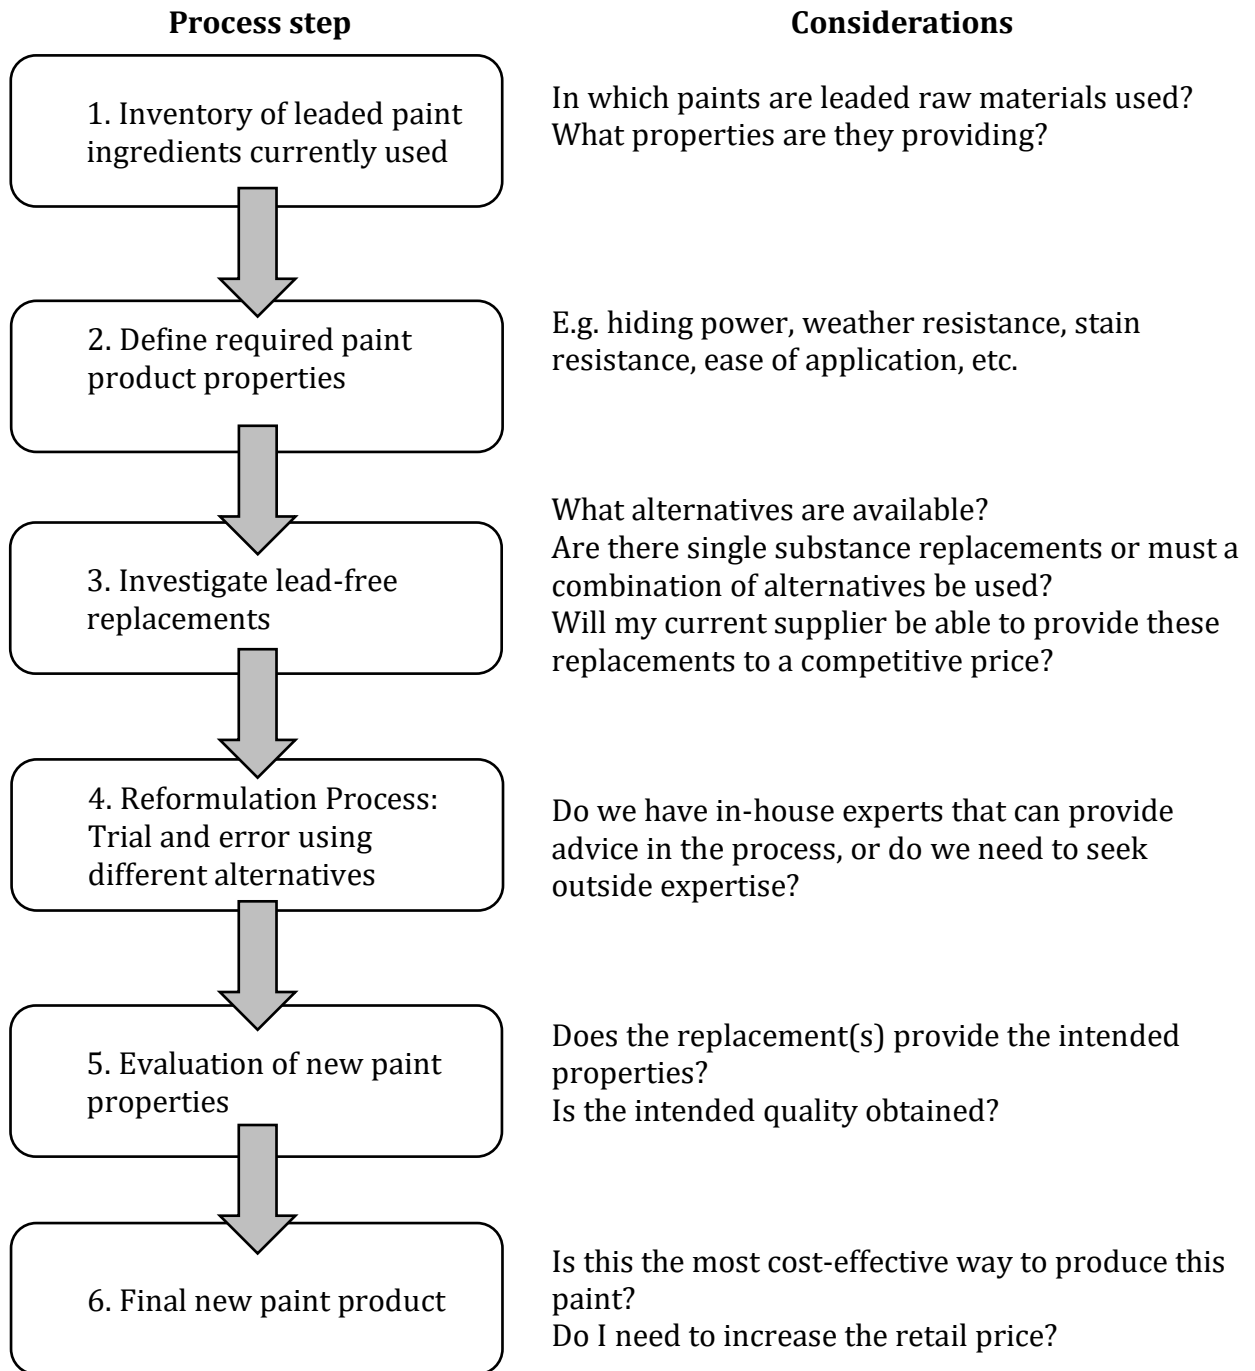 Process step
Considerations
1. Inventory of leaded paint
ingredients currently used
In which paints are leaded raw materials used?
What properties are they providing?
2. Define required paint
product properties
E.g. hiding power, weather resistance, stain
resistance, ease of application, etc.
3. Investigate lead-free
replacements
What alternatives are available?
Are there single substance replacements or must a
combination of alternatives be used?
Will my current supplier be able to provide these
replacements to a competitive price?
4. Reformulation Process:
Trial and error using
different alternatives
Do we have in-house experts that can provide
advice in the process, or do we need to seek
outside expertise?
5. Evaluation of new paint
properties
Does the replacement(s) provide the intended
properties?
Is the intended quality obtained?
6. Final new paint product
Is this the most cost-effective way to produce this
paint?
Do I need to increase the retail price?